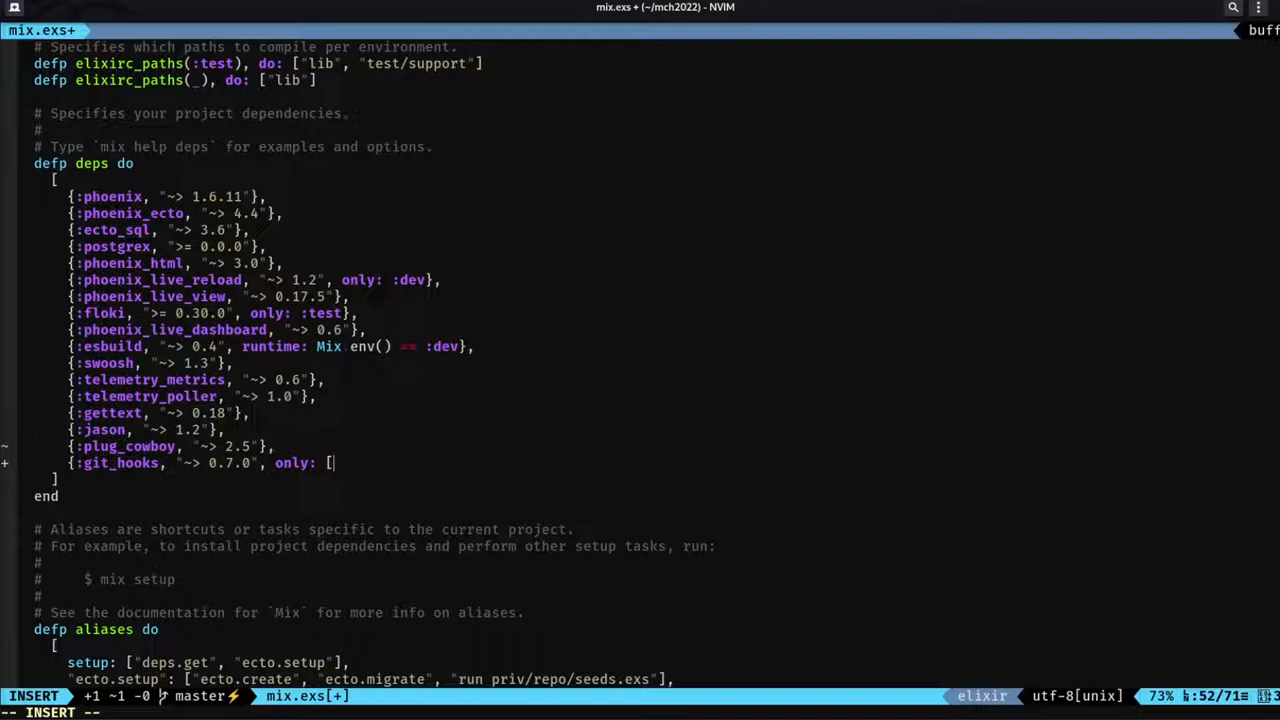 mix.exs + (~/mch2022) - NVIM
mix.exs+ buff
# Specifies which paths to compile per environment.
defp elixirc_paths(:test), do: ["lib", "test/support"]
defp elixirc_paths(_), do: ["lib"]
# Specifies your project dependencies.
#
# Type `mix help deps` for examples and options.
defp deps do
[
{:phoenix, "~> 1.6.11"},
{:phoenix_ecto, "~> 4.4"},
{:ecto_sql, "~> 3.6"},
{:postgrex, ">= 0.0.0"},
{:phoenix_html, "~> 3.0"},
{:phoenix_live_reload, "~> 1.2", only: :dev},
{:phoenix_live_view, "~> 0.17.5"},
{:floki, ">= 0.30.0", only: :test},
{:phoenix_live_dashboard, "~> 0.6"},
{:esbuild, "~> 0.4", runtime: Mix.env() == :dev},
{:swoosh, "~> 1.3"},
{:telemetry_metrics, "~> 0.6"},
{:telemetry_poller, "~> 1.0"},
{:gettext, "~> 0.18"},
{:jason, "~> 1.2"},
~ {:plug_cowboy, "~> 2.5"},
+ {:git_hooks, "~> 0.7.0", only: [
]
end
# Aliases are shortcuts or tasks specific to the current project.
# For example, to install project dependencies and perform other setup tasks, run:
#
# $ mix setup
#
# See the documentation for `Mix` for more info on aliases.
defp aliases do
[
setup: ["deps.get", "ecto.setup"],
"ecto.setup": ["ecto.create", "ecto.migrate", "run priv/repo/seeds.exs"],
INSERT +1 ~1 -0 master⚡ mix.exs[+] elixir utf-8[unix] 73% :52/71≡
-- INSERT --